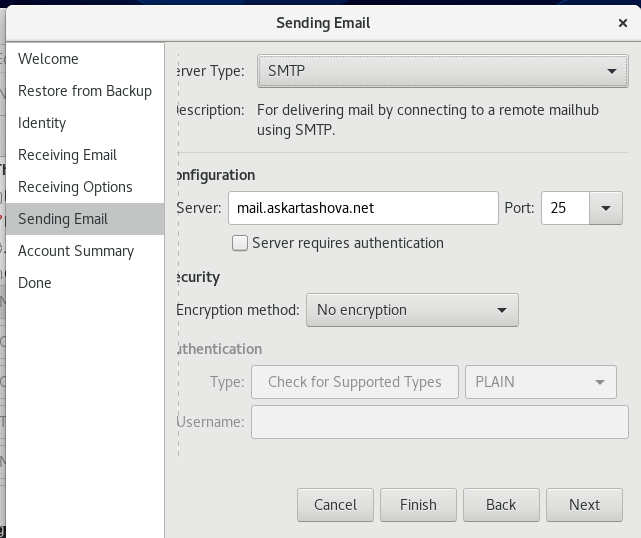 Sending Email
Welcome
Restore from Backup
Identity
Receiving Email
Receiving Options
Sending Email
Account Summary
Done
erver Type: SMTP
Description: For delivering mail by connecting to a remote mailhub
using SMTP.
onfiguration
Server: mail.askartashova.net Port: 25
Server requires authentication
ecurity
Encryption method: No encryption
uthentication
Type: Check for Supported Types PLAIN
Username:
Cancel Finish Back Next